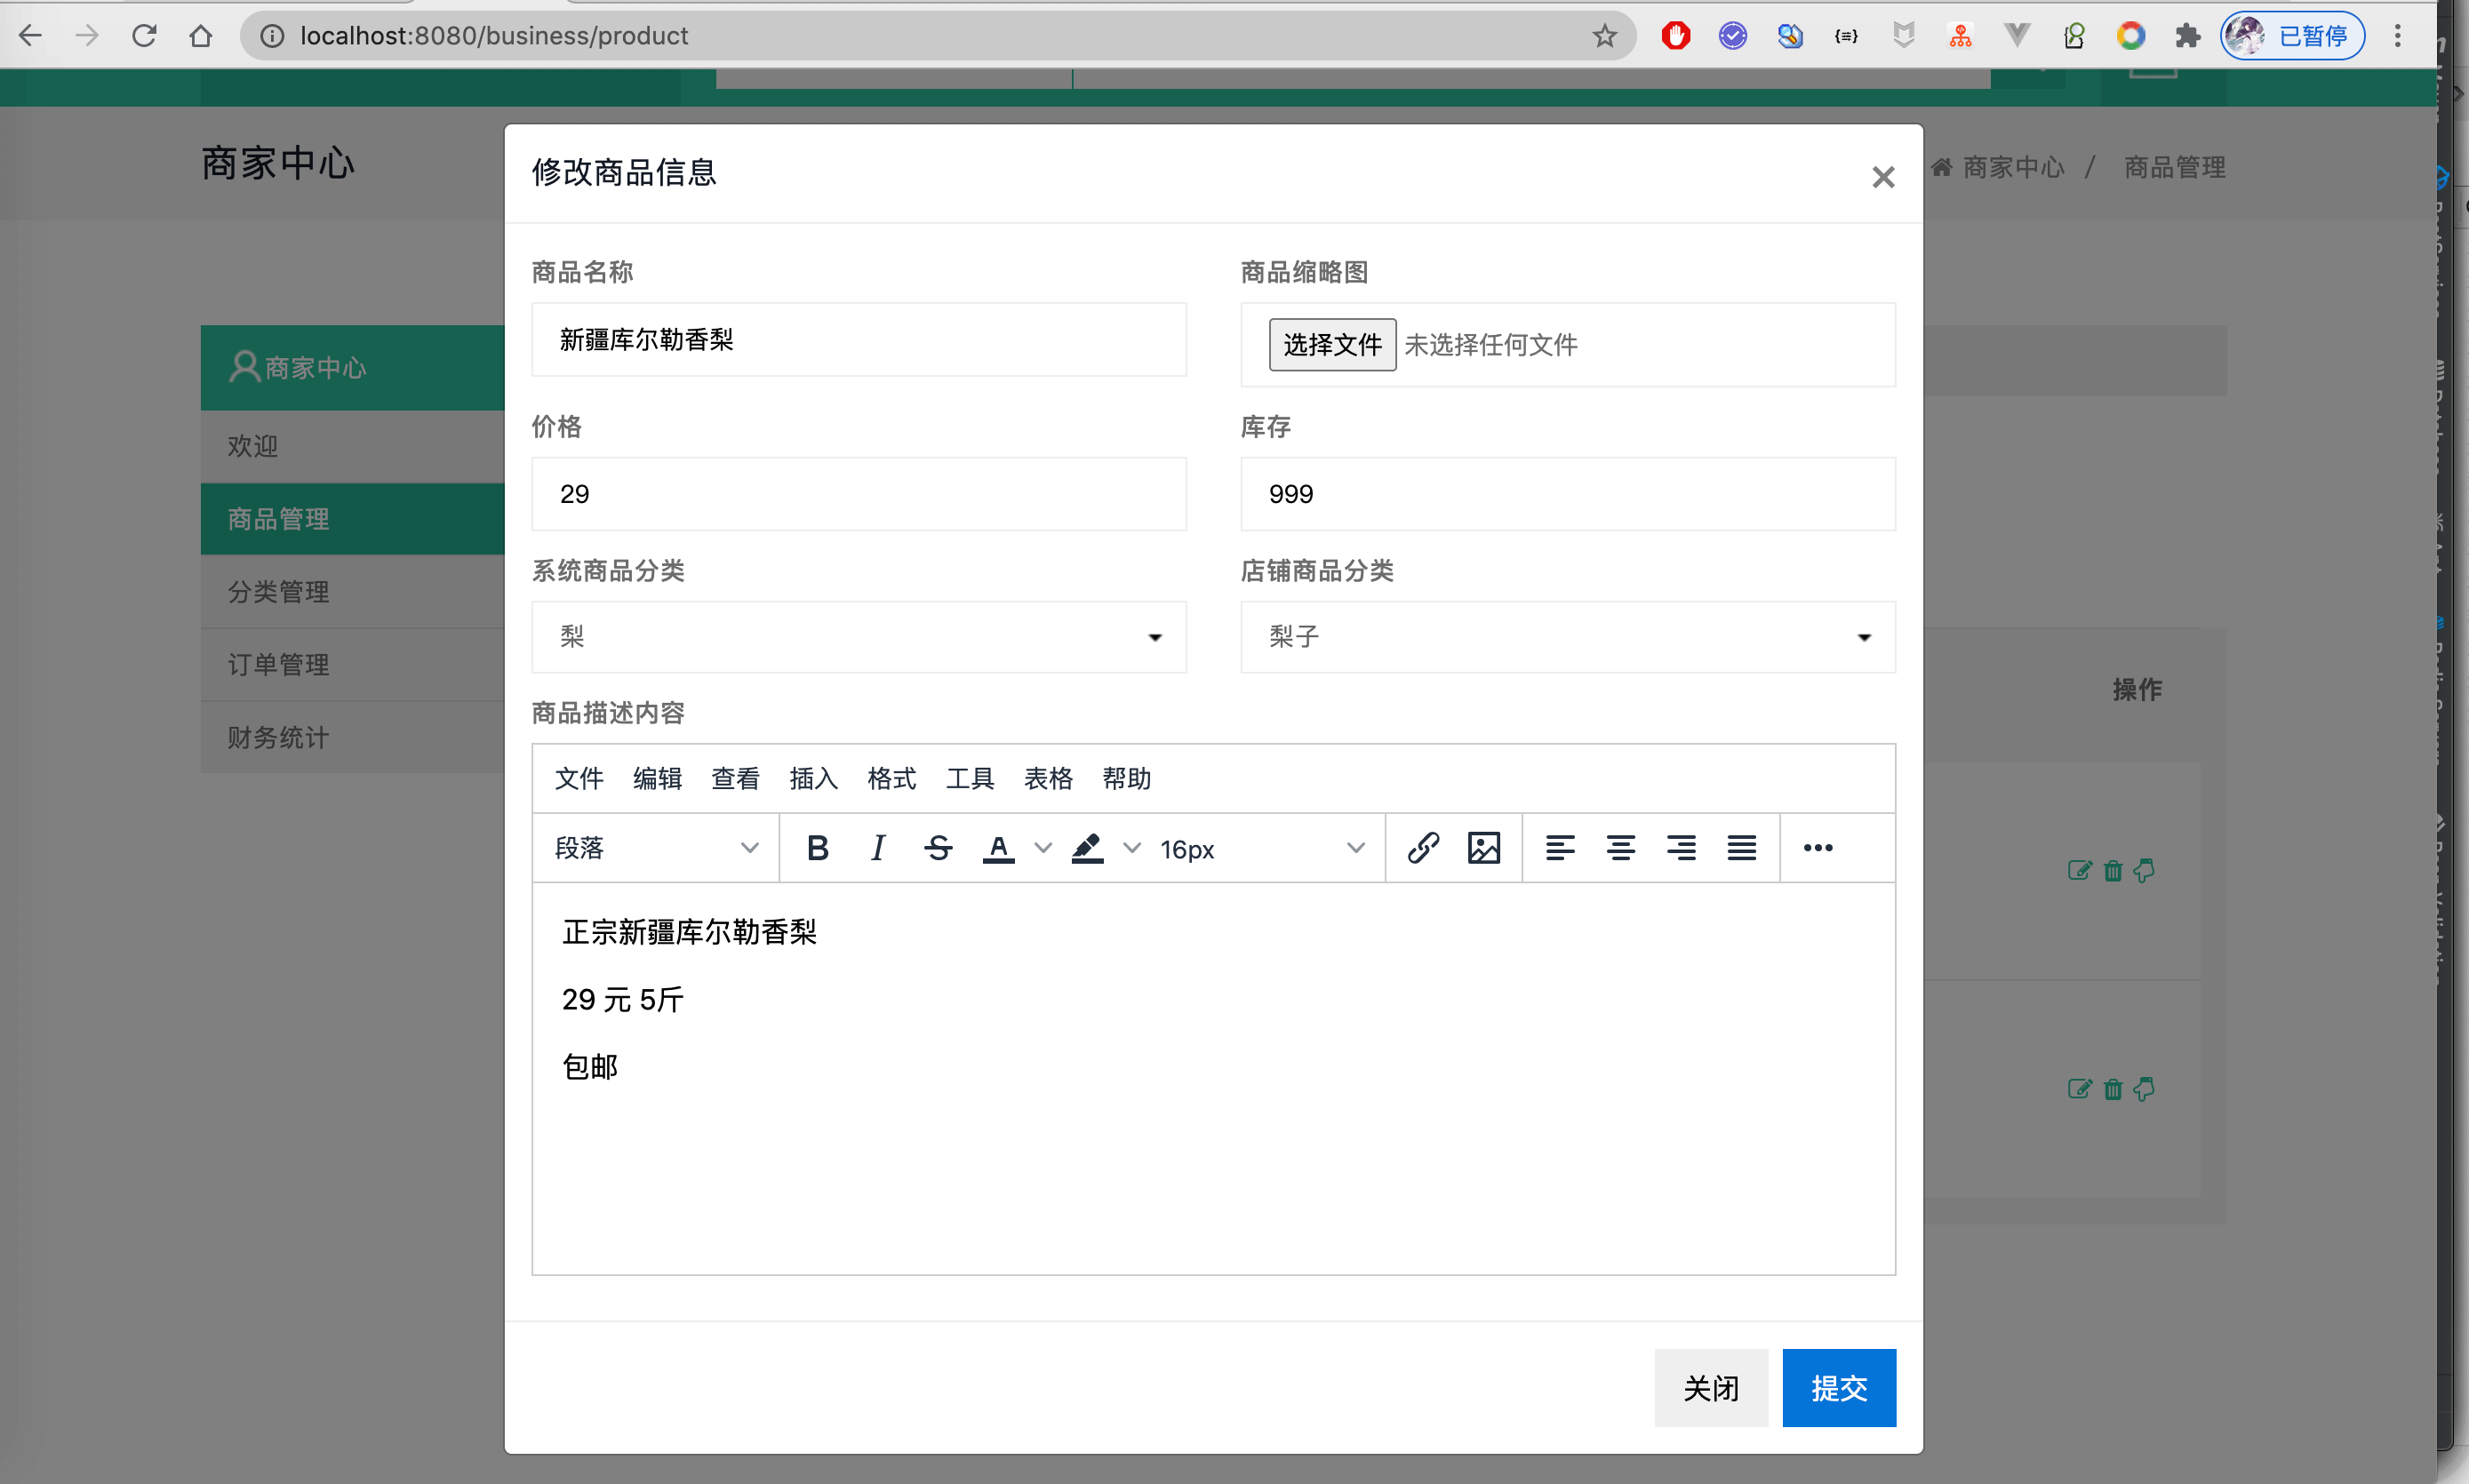 localhost:8080/business/product
已暂停
商家中心
商家中心 / 商品管理
修改商品信息
×
商品名称
商品缩略图
新疆库尔勒香梨
选择文件 未选择任何文件
价格
库存
29
999
系统商品分类
店铺商品分类
梨
梨子
商品描述内容
文件 编辑 查看 插入 格式 工具 表格 帮助
段落
B I S A 16px
正宗新疆库尔勒香梨
29 元 5斤
包邮
关闭 提交
商家中心
欢迎
商品管理
分类管理
订单管理
财务统计
操作